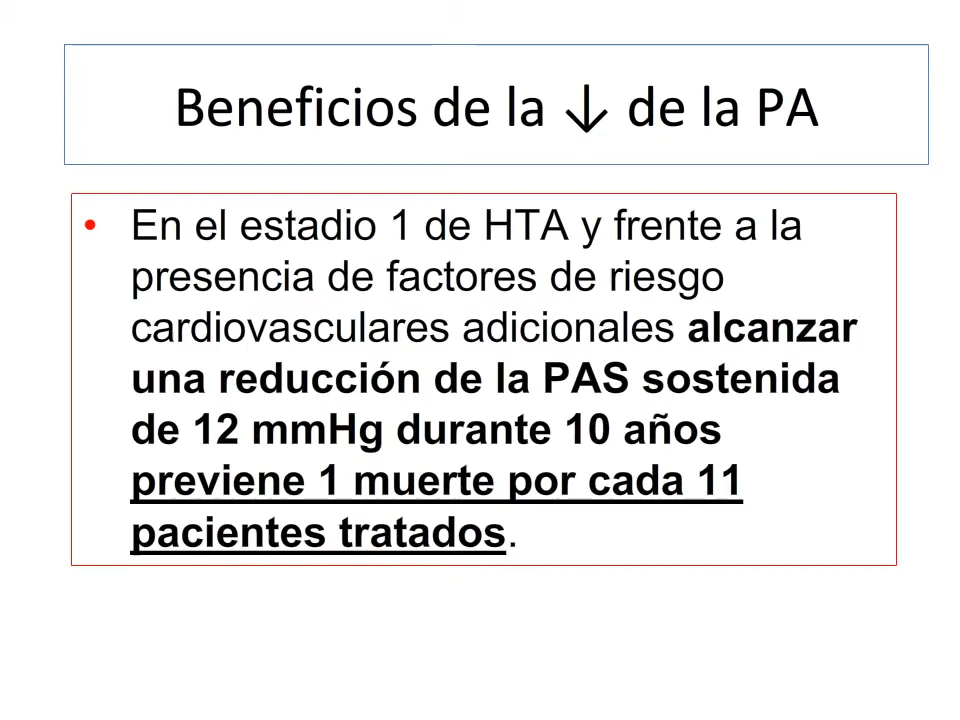 Beneficios de la ↓ de la PA
• En el estadio 1 de HTA y frente a la
presencia de factores de riesgo
cardiovasculares adicionales alcanzar
una reducción de la PAS sostenida
de 12 mmHg durante 10 años
previene 1 muerte por cada 11
pacientes tratados.